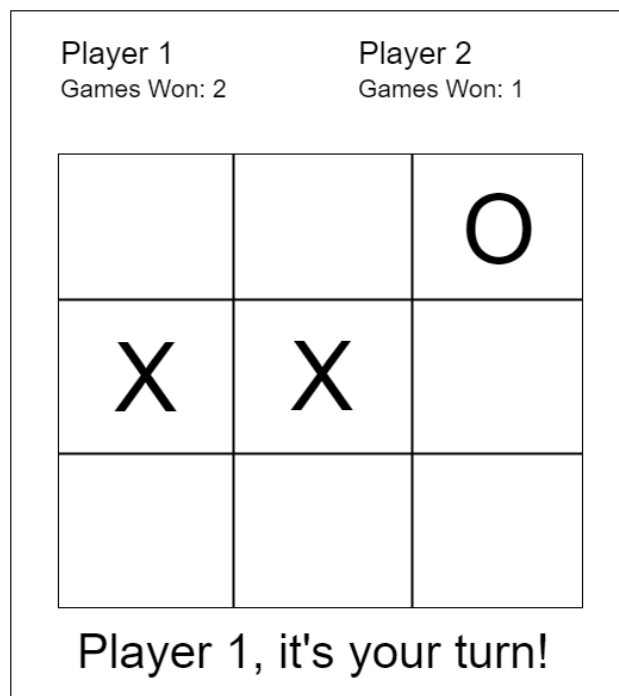 Player 1 Player 2
Games Won: 2 Games Won: 1
O
X X
Player 1, it's your turn!